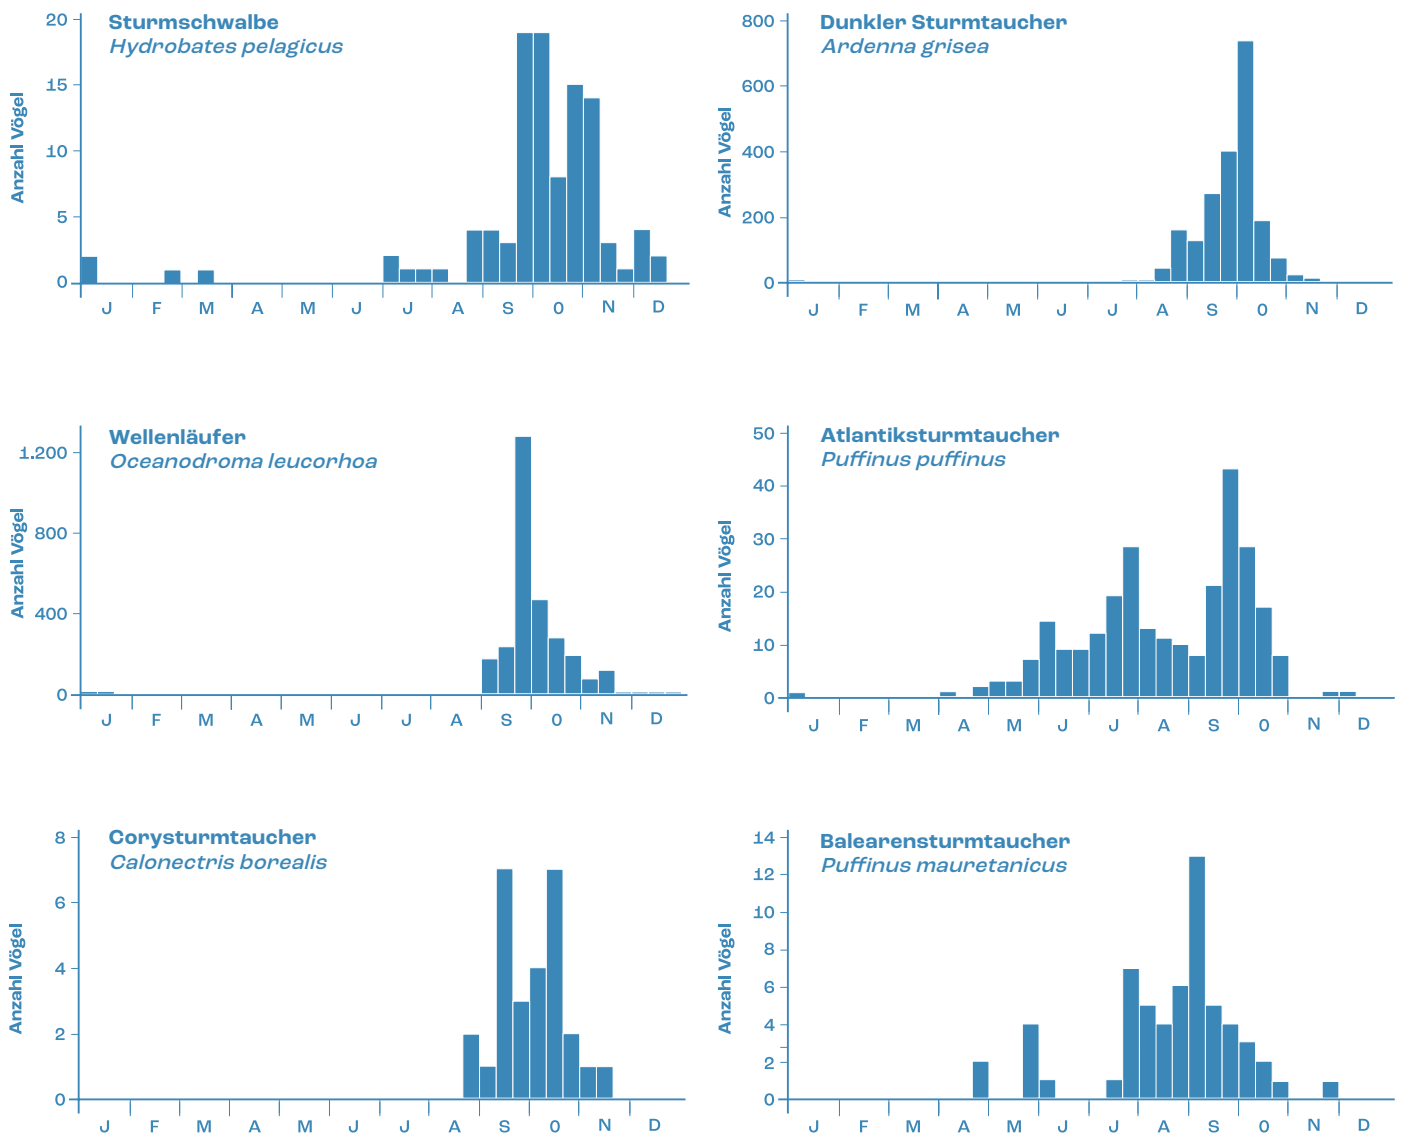 Sturmschwalbe
Hydrobates pelagicus
Anzahl Vögel
20
15
10
5
0
J F M A M J J A S O N D
Dunkler Sturmtaucher
Ardenna grisea
Anzahl Vögel
800
600
400
200
0
J F M A M J J A S O N D
Wellenläufer
Oceanodroma leucorhoa
Anzahl Vögel
1.200
800
400
0
J F M A M J J A S O N D
Atlantiksturmtaucher
Puffinus puffinus
Anzahl Vögel
50
40
30
20
10
0
J F M A M J J A S O N D
Corysturmtaucher
Calonectris borealis
Anzahl Vögel
8
6
4
2
0
J F M A M J J A S O N D
Balearensturmtaucher
Puffinus mauretanicus
Anzahl Vögel
14
12
10
8
6
4
2
0
J F M A M J J A S O N D